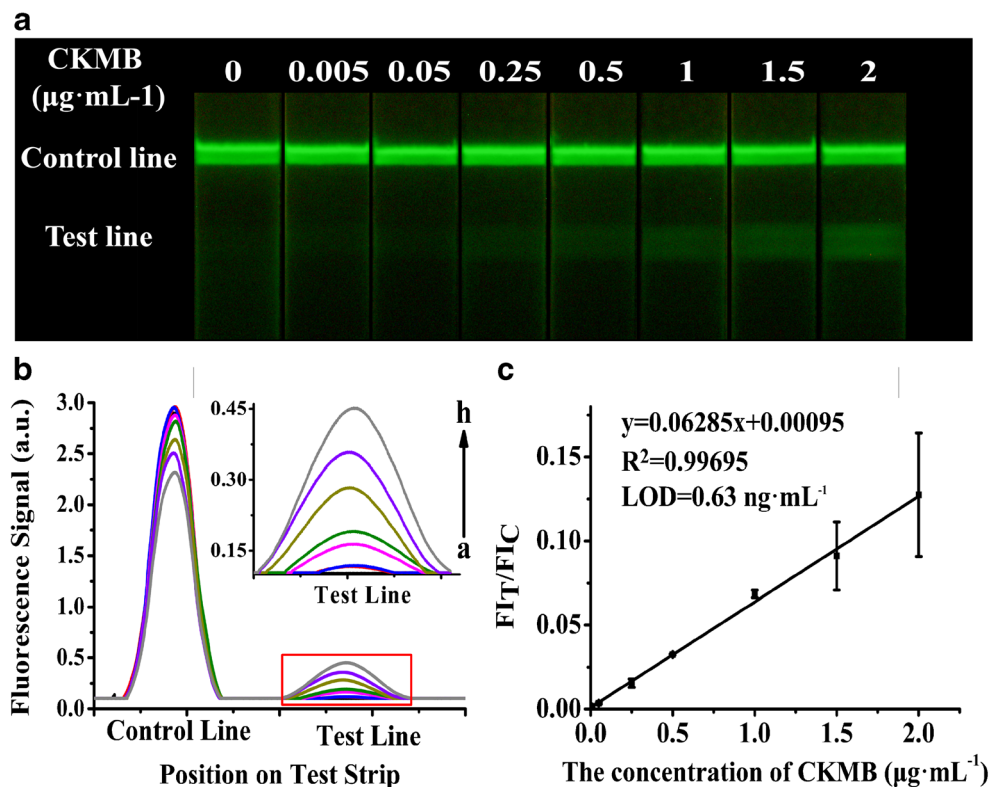 a
CKMB
(μg·mL-1)
0 0.005 0.05 0.25 0.5 1 1.5 2
Control line
Test line
b
Fluorescence Signal (a.u.)
3.0
2.5
2.0
1.5
1.0
0.5
0.0
0.45
0.30
0.15
h
a
Test Line
Control Line
Test Line
Position on Test Strip
c
FIT/FIC
0.15
0.10
0.05
0.00
y=0.06285x+0.00095
R²=0.99695
LOD=0.63 ng·mL⁻¹
0.0 0.5 1.0 1.5 2.0
The concentration of CKMB (μg·mL⁻¹)